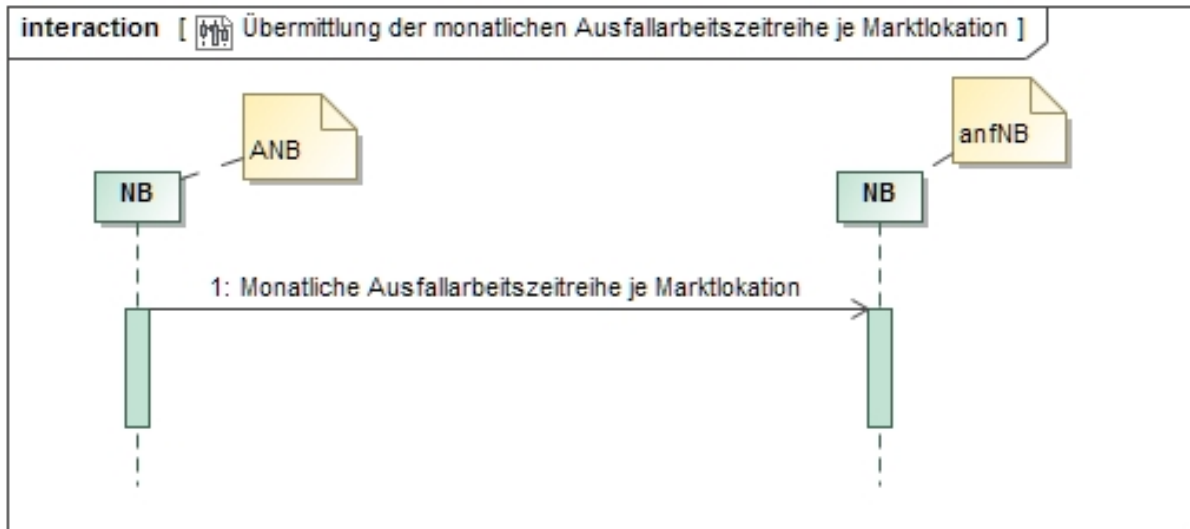 interaction [ Übermittlung der monatlichen Ausfallarbeitszeitreihe je Marktlokation ]
ANB
anfNB
NB
NB
1: Monatliche Ausfallarbeitszeitreihe je Marktlokation